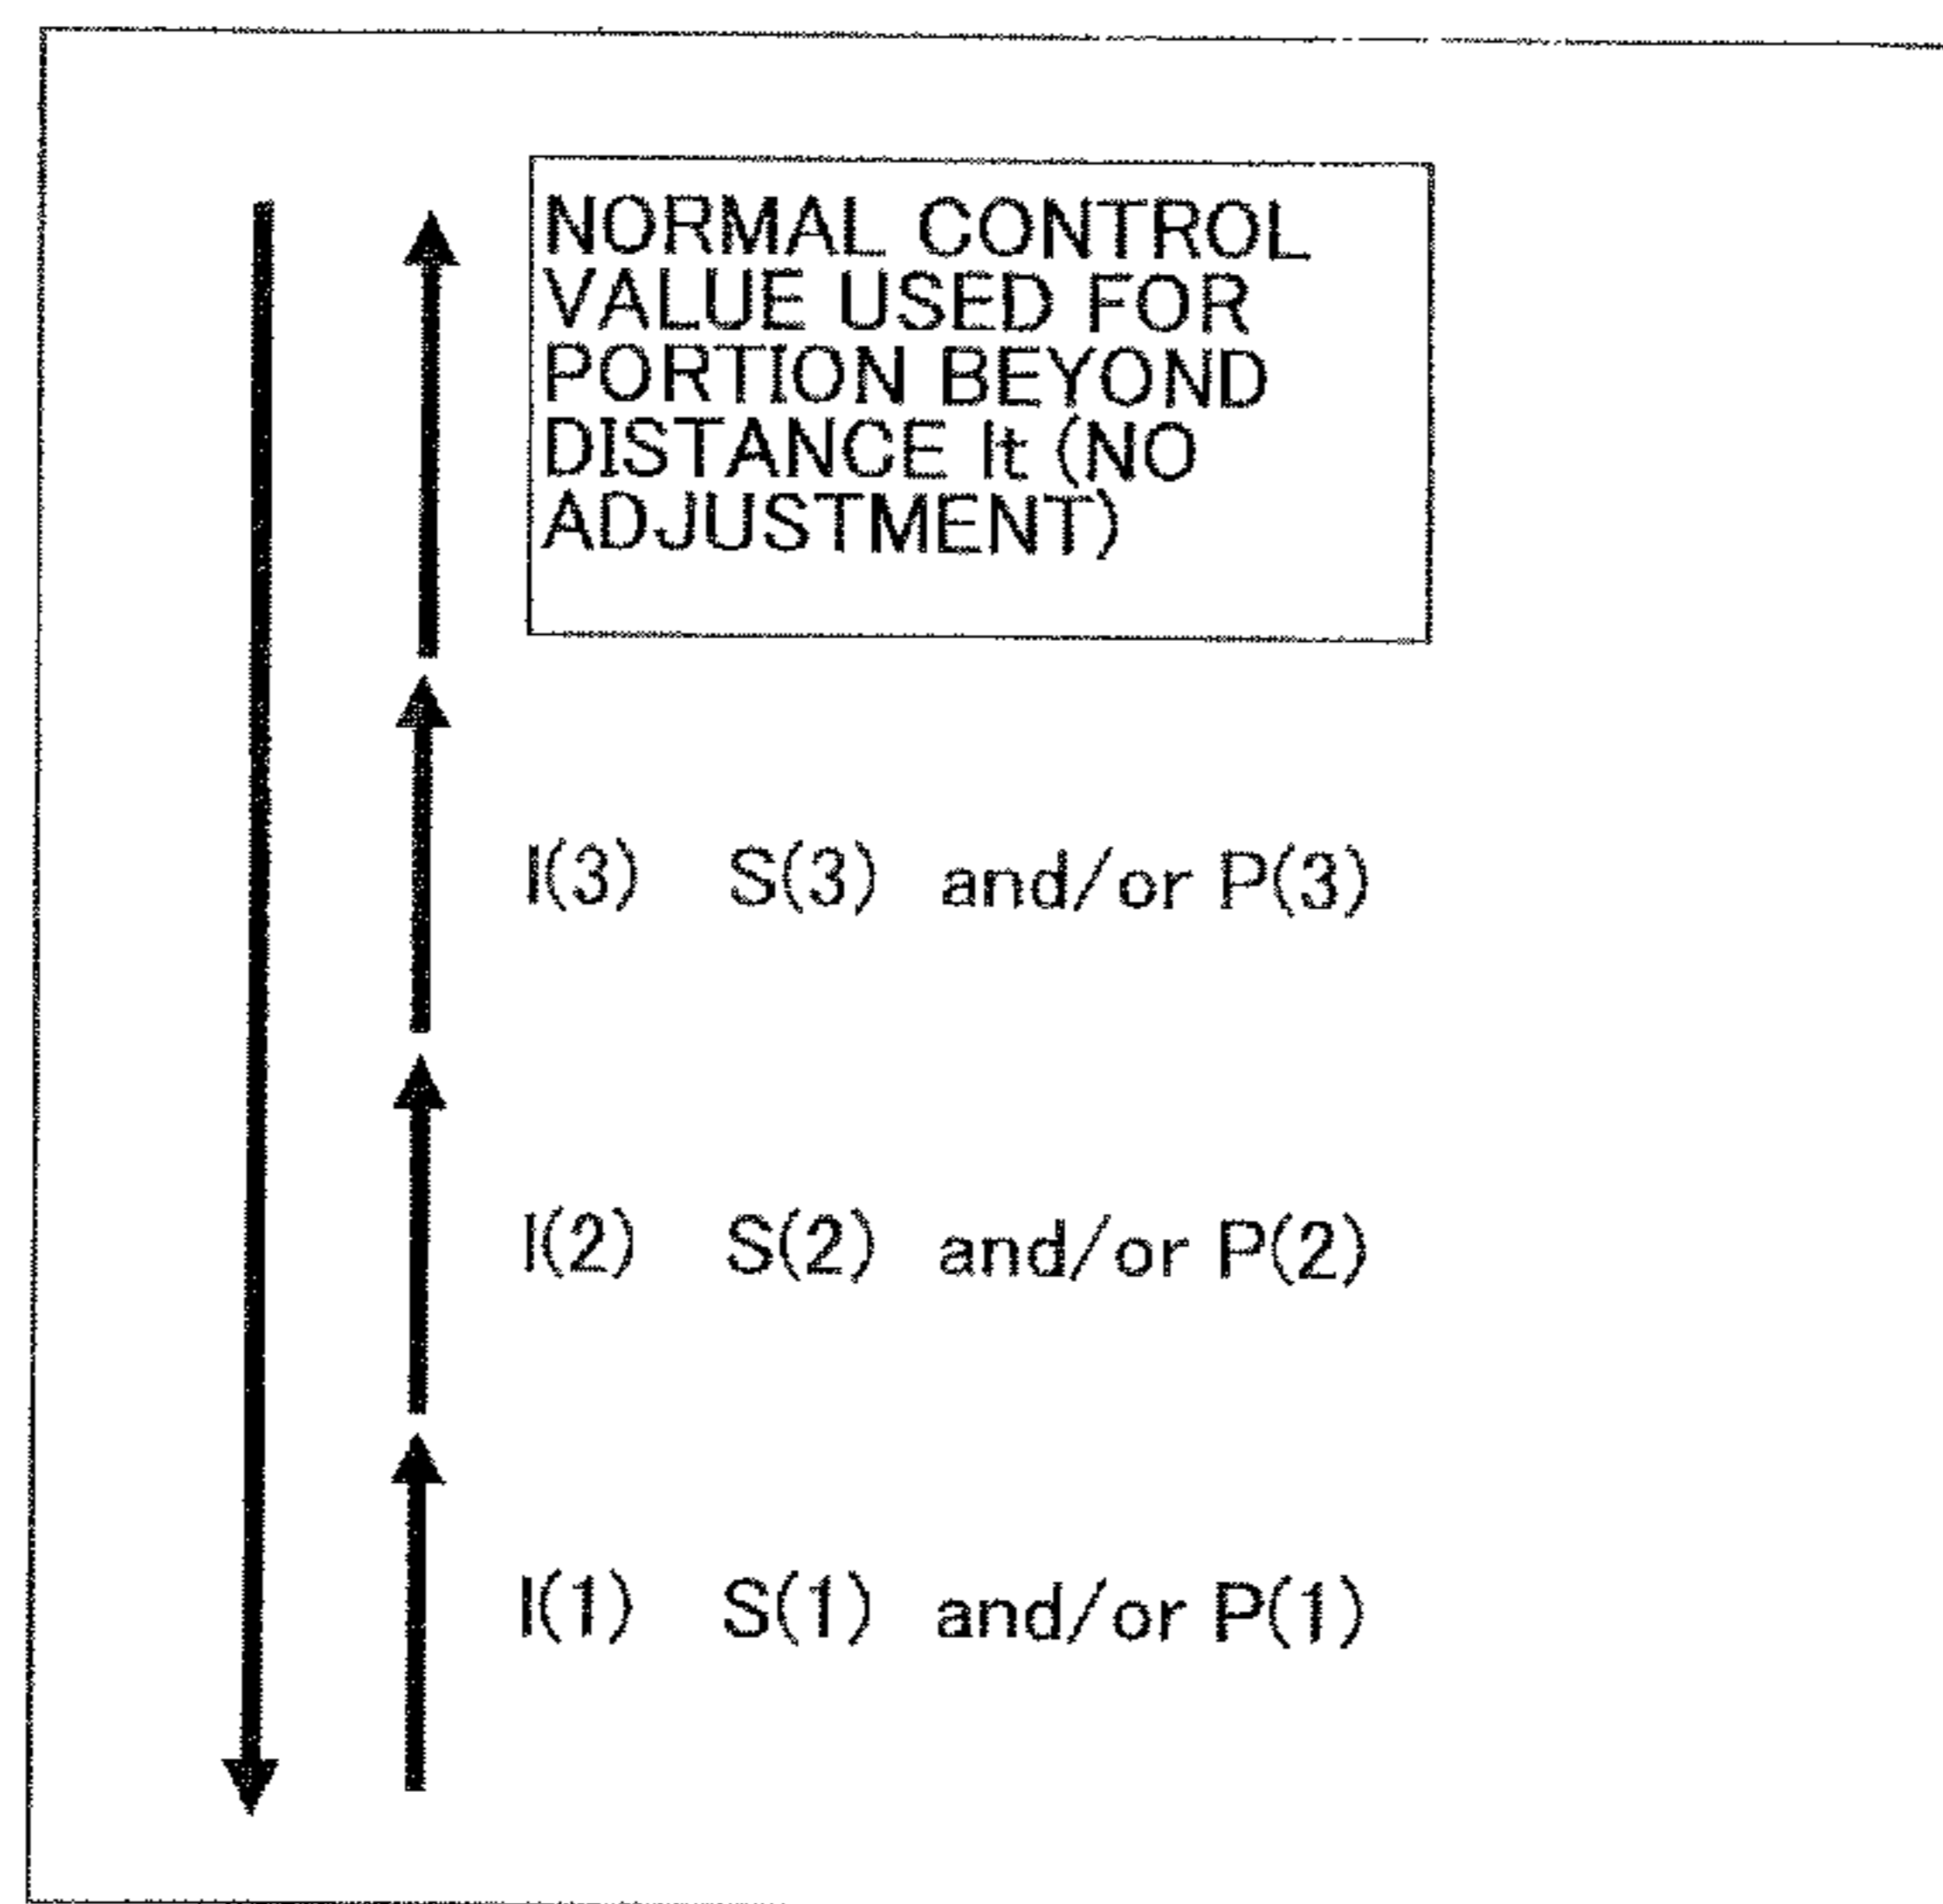 NORMAL CONTROL
VALUE USED FOR
PORTION BEYOND
DISTANCE lt (NO
ADJUSTMENT)
l(3) S(3) and/or P(3)
l(2) S(2) and/or P(2)
l(1) S(1) and/or P(1)